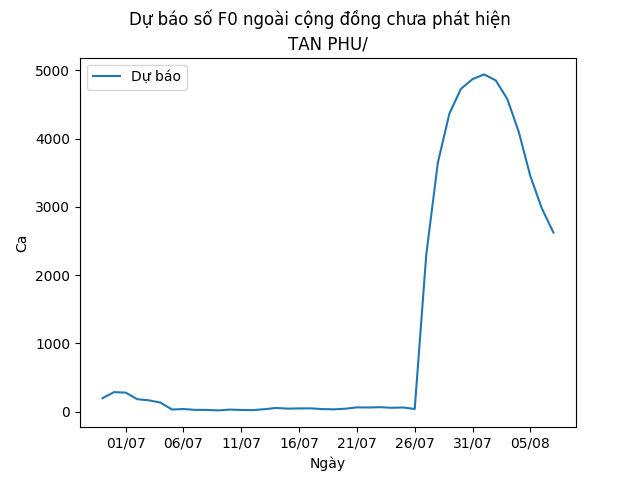 Dự báo số F0 ngoài cộng đồng chưa phát hiện
TAN PHU/
Dự báo
5000
4000
3000
2000
1000
0
Ca
01/07 06/07 11/07 16/07 21/07 26/07 31/07 05/08
Ngày